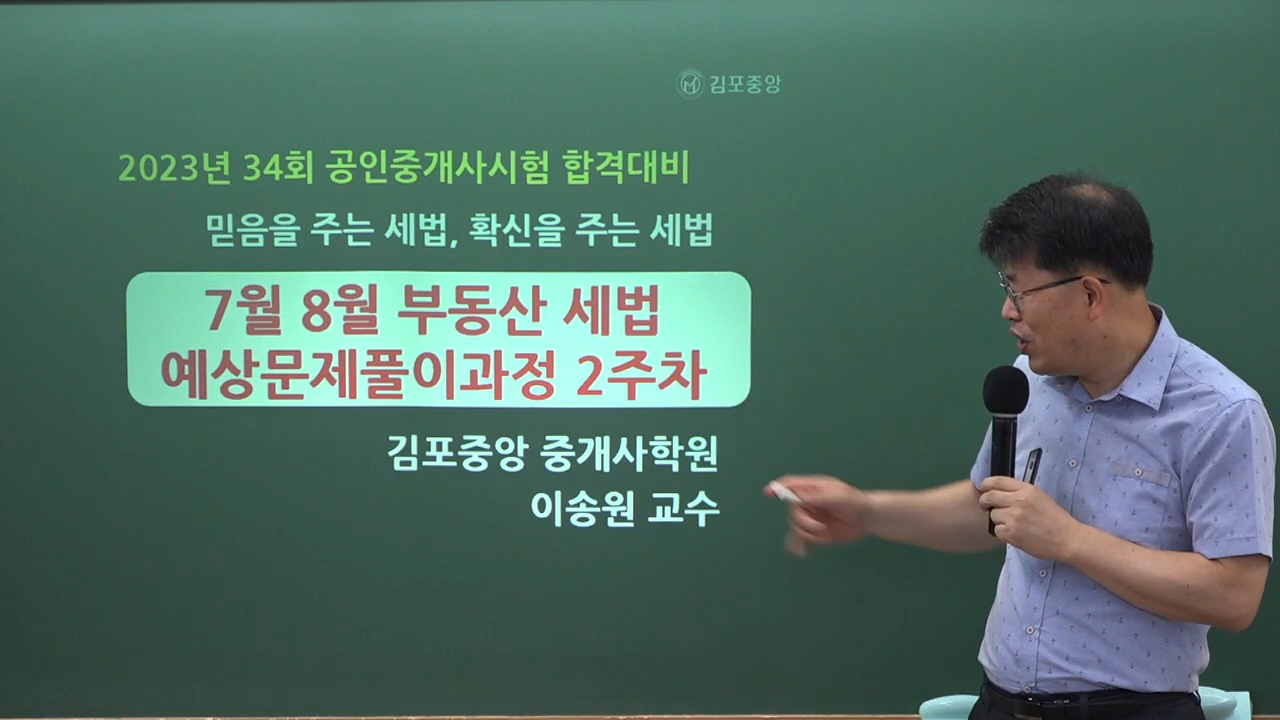 김포중앙
2023년 34회 공인중개사시험 합격대비
믿음을 주는 세법, 확신을 주는 세법
7월 8월 부동산 세법
예상문제풀이과정 2주차
김포중앙 중개사학원
이송원 교수